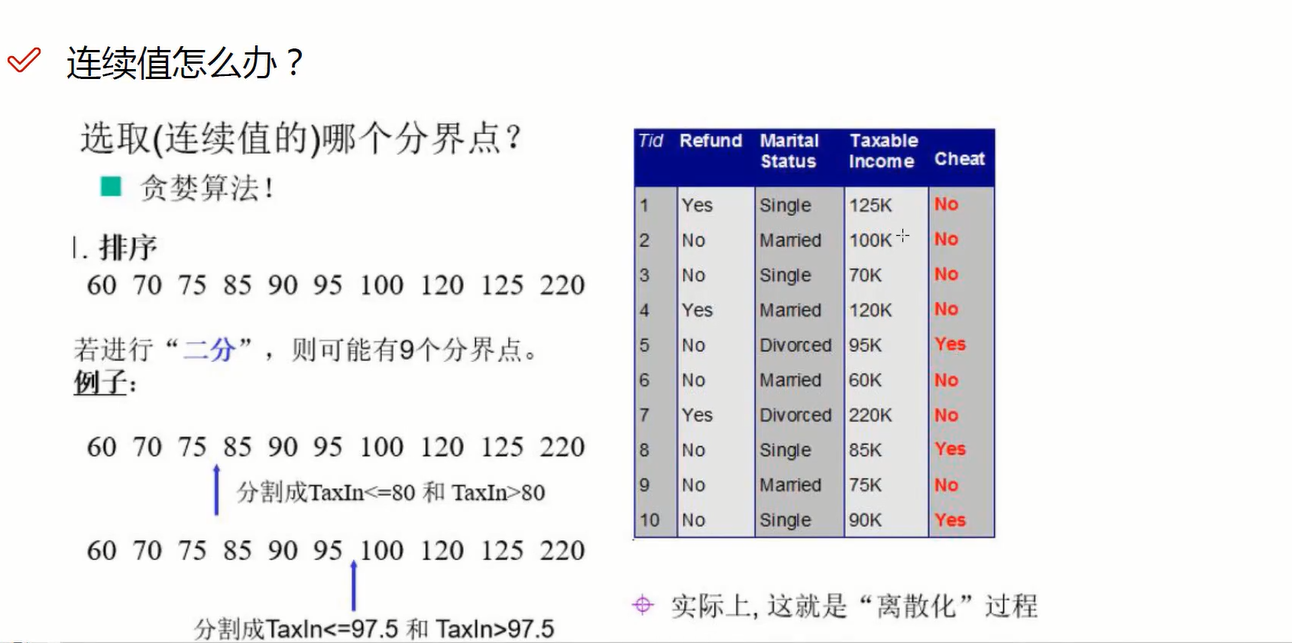 连续值怎么办？
选取(连续值的)哪个分界点？
贪婪算法！
1. 排序
60 70 75 85 90 95 100 120 125 220
若进行“二分”，则可能有9个分界点。
例子：
60 70 75 85 90 95 100 120 125 220
分割成TaxIn<=80 和 TaxIn>80
60 70 75 85 90 95 100 120 125 220
分割成TaxIn<=97.5 和 TaxIn>97.5
Tid Refund Marital Status Taxable Income Cheat
1 Yes Single 125K No
2 No Married 100K No
3 No Single 70K No
4 Yes Married 120K No
5 No Divorced 95K Yes
6 No Married 60K No
7 Yes Divorced 220K No
8 No Single 85K Yes
9 No Married 75K No
10 No Single 90K Yes
实际上, 这就是“离散化”过程